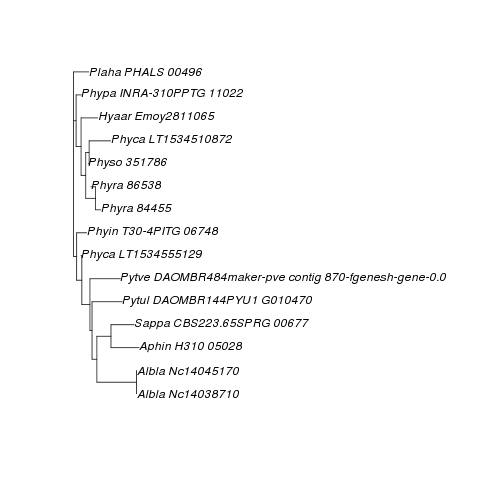 Plaha PHALS 00496
Phypa INRA-310PPTG 11022
Hyaar Emoy2811065
Phyca LT1534510872
Physo 351786
Phyra 86538
Phyra 84455
Phyin T30-4PITG 06748
Phyca LT1534555129
Pytve DAOMBR484maker-pve contig 870-fgenesh-gene-0.0
Pytul DAOMBR144PYU1 G010470
Sappa CBS223.65SPRG 00677
Aphin H310 05028
Albla Nc14045170
Albla Nc14038710